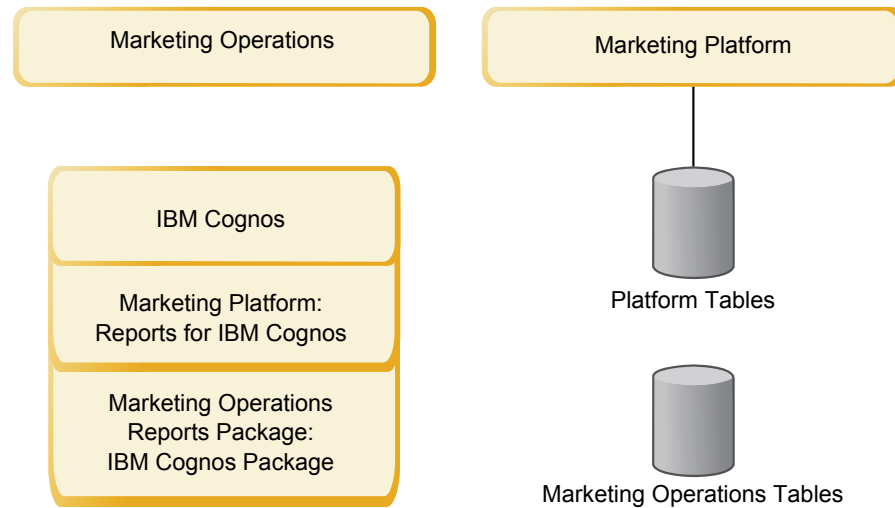 Marketing Operations
Marketing Platform
IBM Cognos
Marketing Platform:
Reports for IBM Cognos
Marketing Operations
Reports Package:
IBM Cognos Package
Platform Tables
Marketing Operations Tables